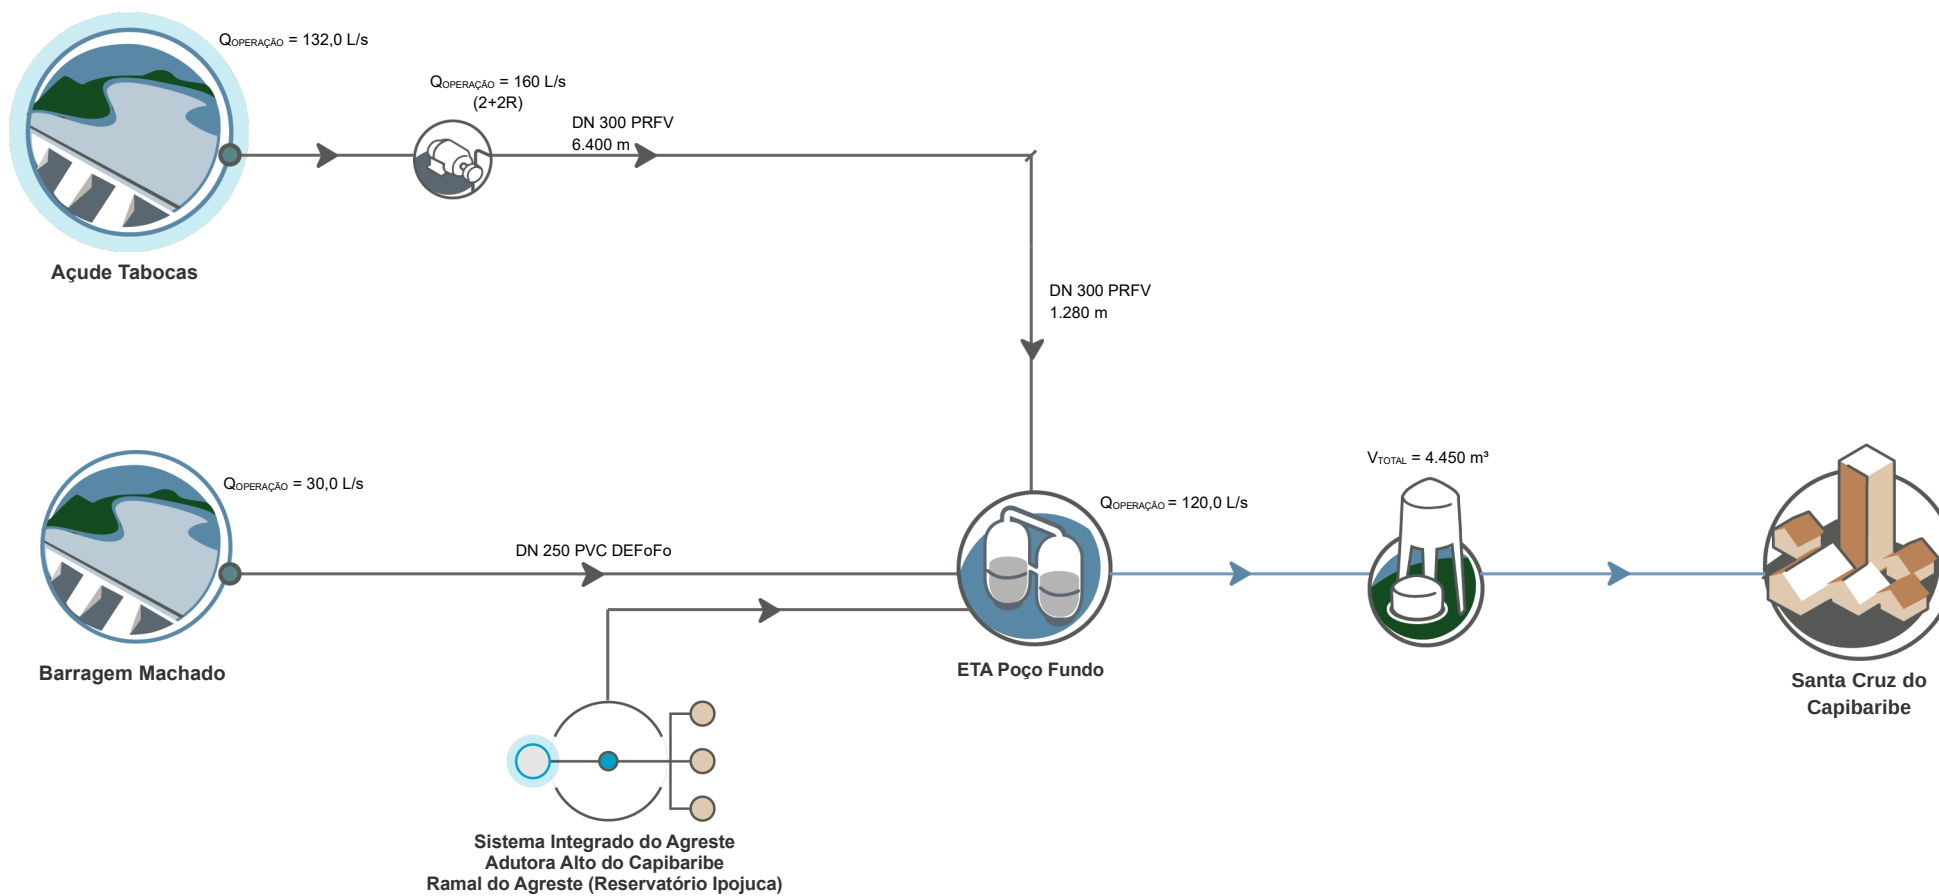 QOPERAÇÃO = 132,0 L/s
QOPERAÇÃO = 160 L/s
(2+2R)
DN 300 PRFV
6.400 m
Açude Tabocas
DN 300 PRFV
1.280 m
QOPERAÇÃO = 30,0 L/s
DN 250 PVC DEFoFo
Barragem Machado
QOPERAÇÃO = 120,0 L/s
ETA Poço Fundo
VTOTAL = 4.450 m³
Santa Cruz do
Capibaribe
Sistema Integrado do Agreste
Adutora Alto do Capibaribe
Ramal do Agreste (Reservatório Ipojuca)